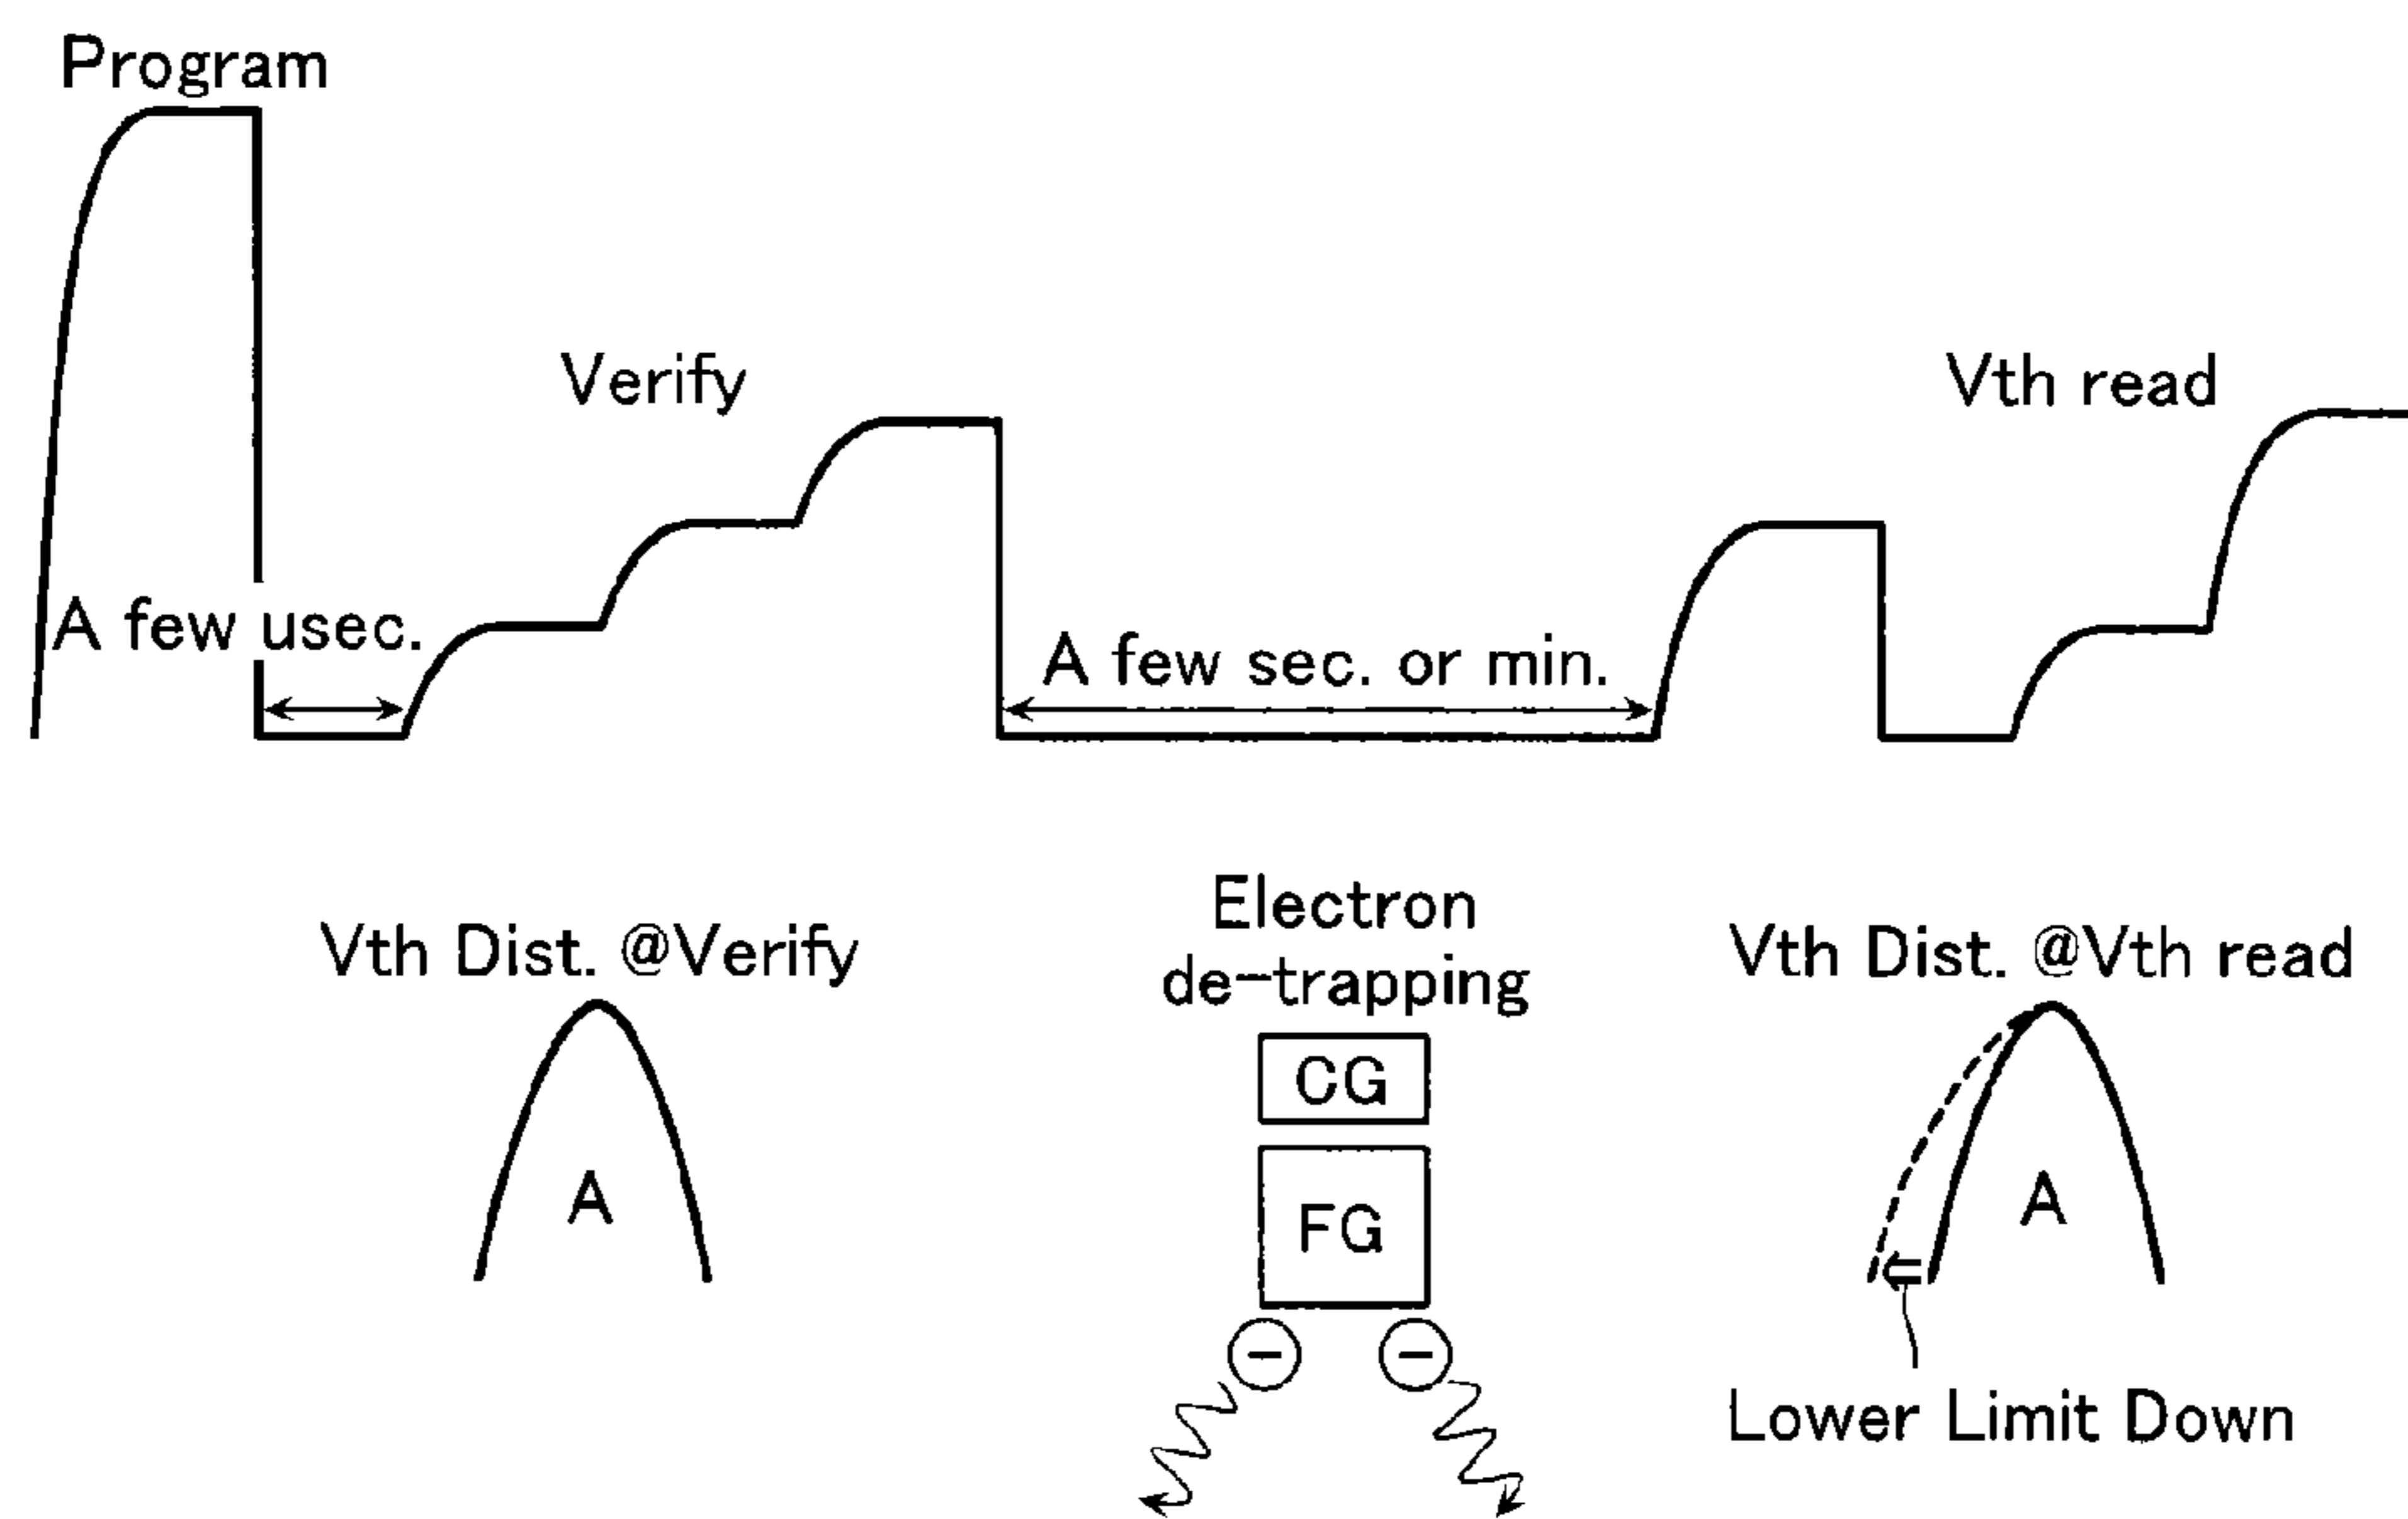 Program
Verify
Vth read
A few usec.
A few sec. or min.
Vth Dist. @Verify
Electron
de-trapping
Vth Dist. @Vth read
CG
A
FG
A
Lower Limit Down